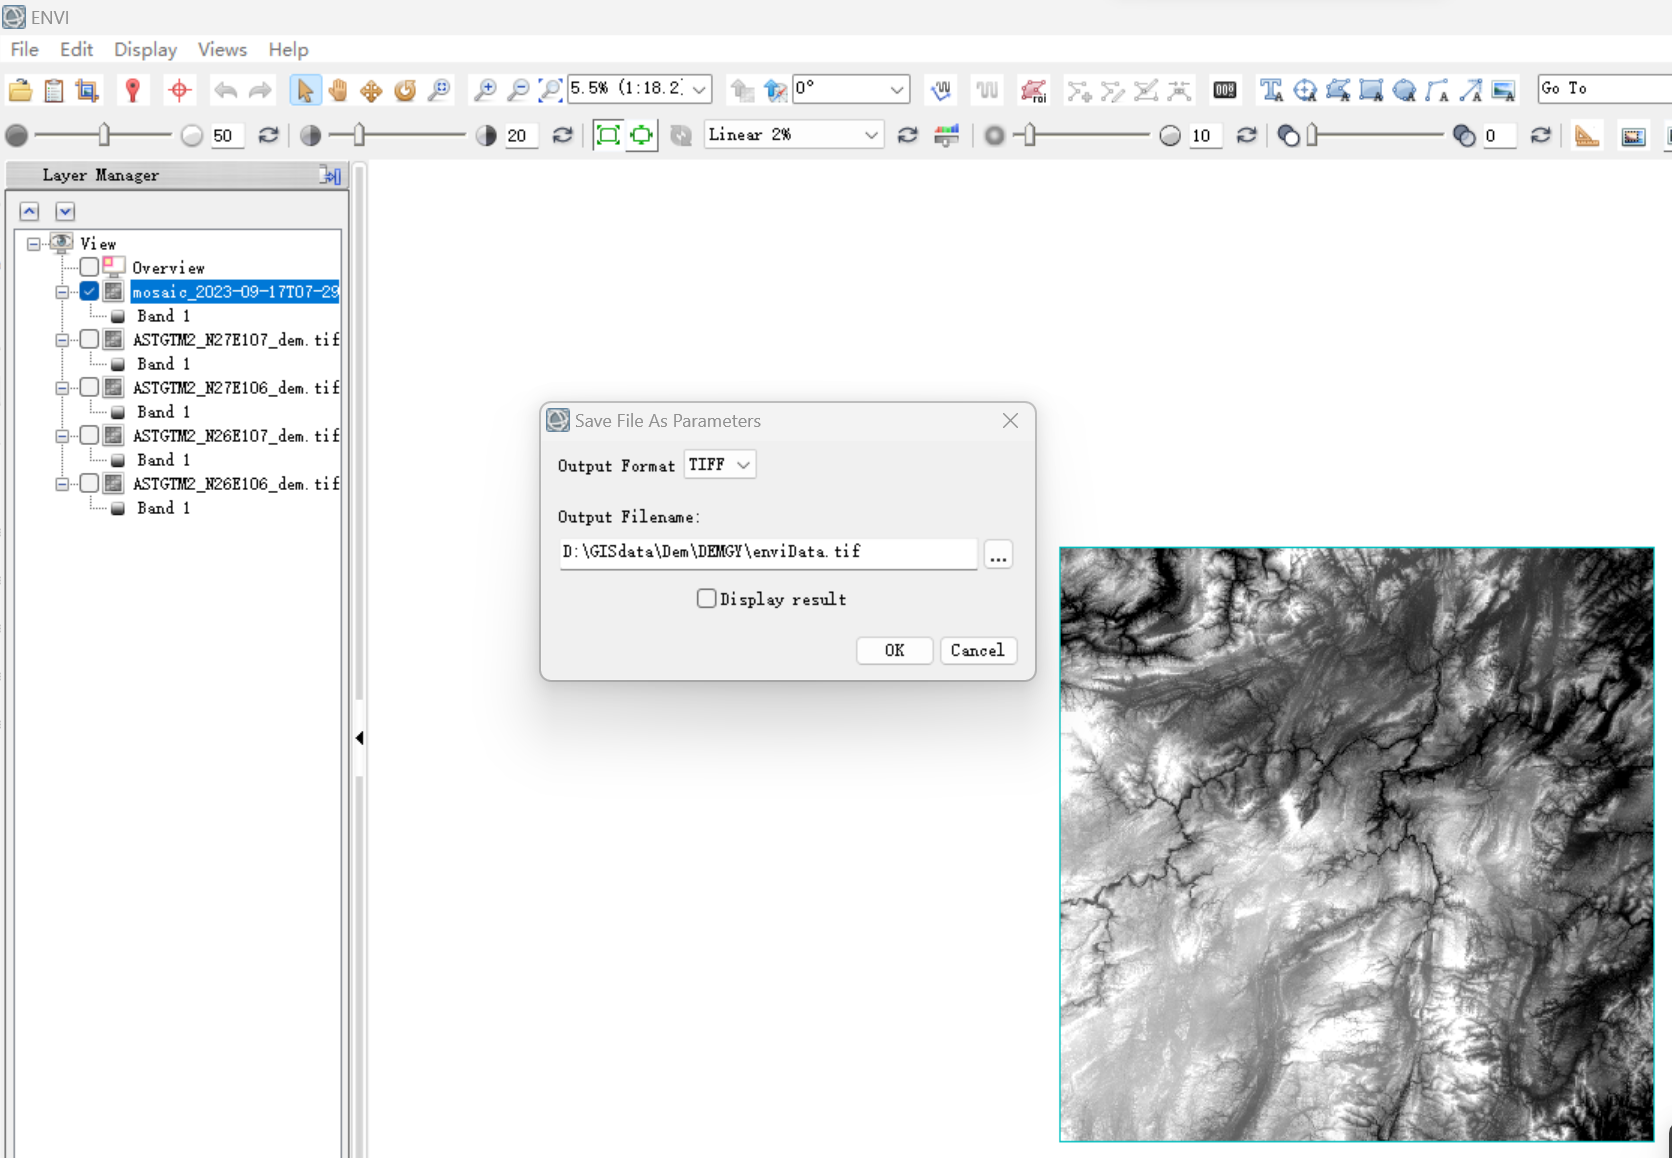 ENVI
File Edit Display Views Help
5.5% (1:18.2 0° roi Go To
50 20 Linear 2% 10 0
Layer Manager
View
Overview
mosaic_2023-09-17T07-29
Band 1
ASTGTM2_N27E107_dem.tif
Band 1
ASTGTM2_N27E106_dem.tif
Band 1
ASTGTM2_N26E107_dem.tif
Band 1
ASTGTM2_N26E106_dem.tif
Band 1
Save File As Parameters
Output Format TIFF
Output Filename:
D:\GISdata\Dem\DEMGY\enviData.tif
...
Display result
OK Cancel